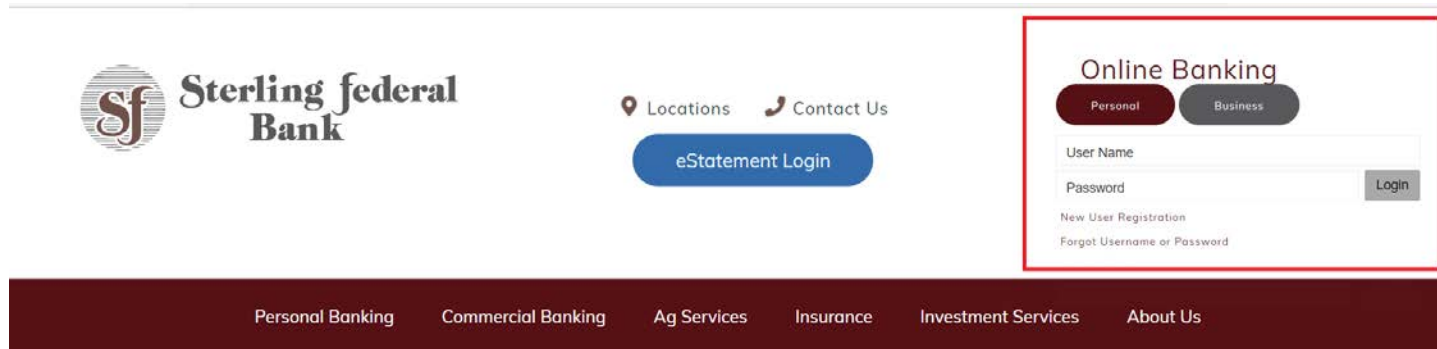 Sf Sterling federal
Bank
Locations Contact Us
eStatement Login
Online Banking
Personal Business
User Name
Password Login
New User Registration
Forgot Username or Password
Personal Banking Commercial Banking Ag Services Insurance Investment Services About Us